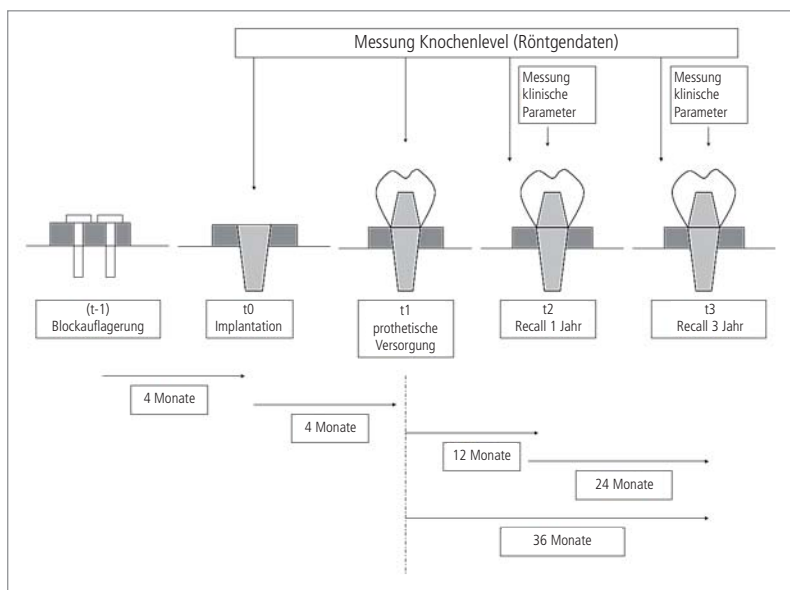 Messung Knochenlevel (Röntgendaten)
Messung
klinische
Parameter
Messung
klinische
Parameter
(t-1)
Blockauflagerung
t0
Implantation
t1
prothetische
Versorgung
t2
Recall 1 Jahr
t3
Recall 3 Jahr
4 Monate
4 Monate
12 Monate
24 Monate
36 Monate